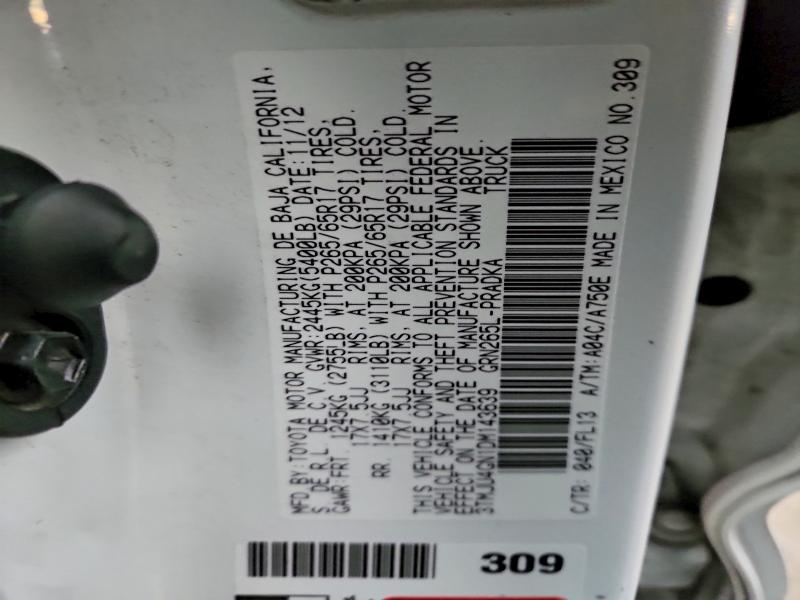 MFD BY: TOYOTA MOTOR MANUFACTURING DE BAJA CALIFORNIA,
S. DE R.L. DE C.V. GVWR: 2445KG(5400LB) DATE: 11/12
GAWR: FRT. 1245KG (2755LB) WITH P265/65R17 TIRES,
17X7.5JJ RIMS, AT 200KPA (29PSI) COLD.
RR. 1410KG (3110LB) WITH P265/65R17 TIRES,
17X7.5JJ RIMS, AT 200KPA (29PSI) COLD.
THIS VEHICLE CONFORMS TO ALL APPLICABLE FEDERAL MOTOR
VEHICLE SAFETY AND THEFT PREVENTION STANDARDS IN
EFFECT ON THE DATE OF MANUFACTURE SHOWN ABOVE.
3TMJU4GN1DM143639 GRN265L-PRADKA TRUCK
C/TR: 040/FL13 A/TM: A04C/A750E MADE IN MEXICO NO.309
309